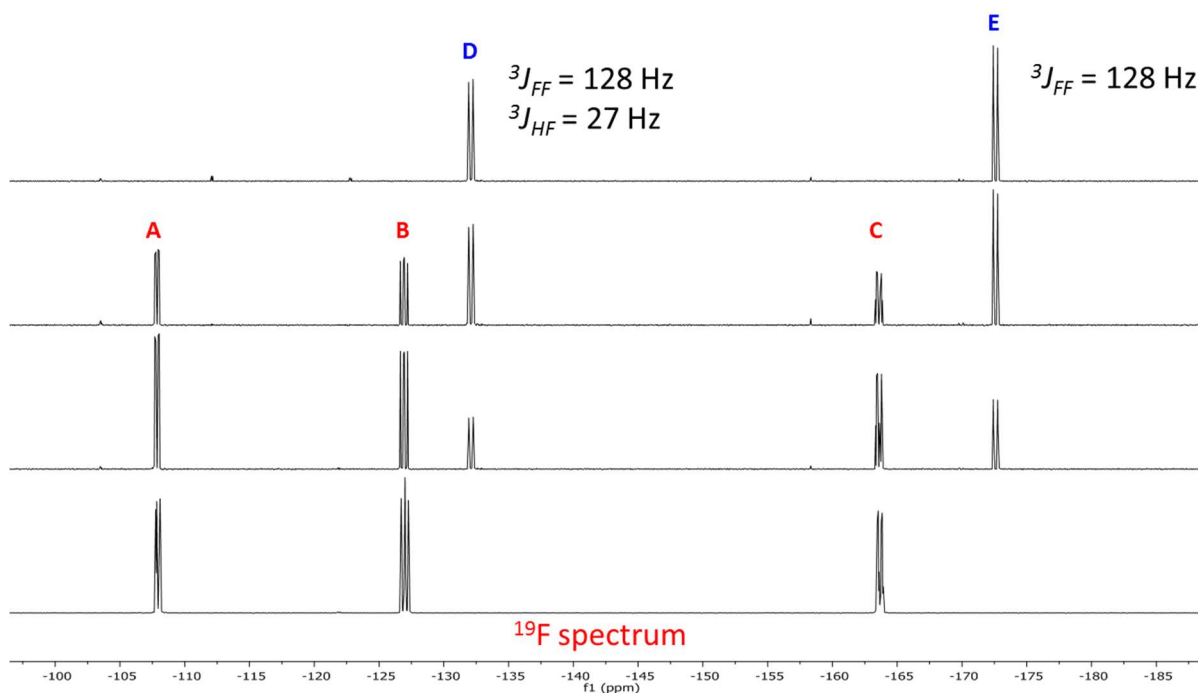 E
D
³J_FF = 128 Hz
³J_HF = 27 Hz
³J_FF = 128 Hz
A
B
C
¹⁹F spectrum
-100 -105 -110 -115 -120 -125 -130 -135 -140 -145 -150 -155 -160 -165 -170 -175 -180 -185
f1 (ppm)